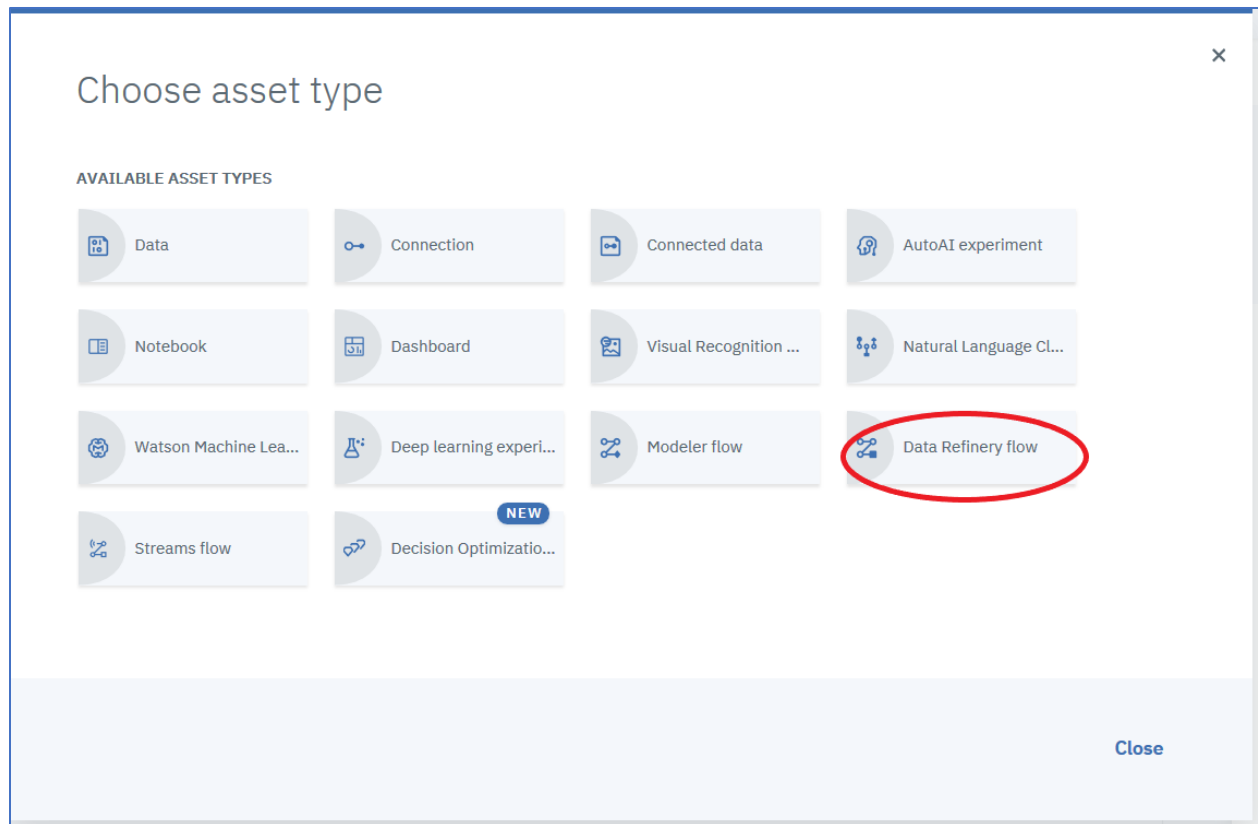 Choose asset type
AVAILABLE ASSET TYPES
Data
Connection
Connected data
AutoAI experiment
Notebook
Dashboard
Visual Recognition ...
Natural Language Cl...
Watson Machine Lea...
Deep learning experi...
Modeler flow
Data Refinery flow
NEW
Streams flow
Decision Optimizatio...
Close